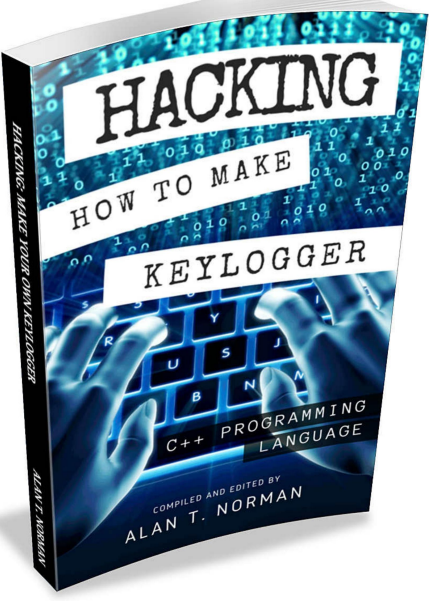 HACKING
HOW TO MAKE
KEYLOGGER
C++ PROGRAMMING
LANGUAGE
COMPILED AND EDITED BY
ALAN T. NORMAN
HACKING: MAKE YOUR OWN KEYLOGGER
ALAN T. NORMAN